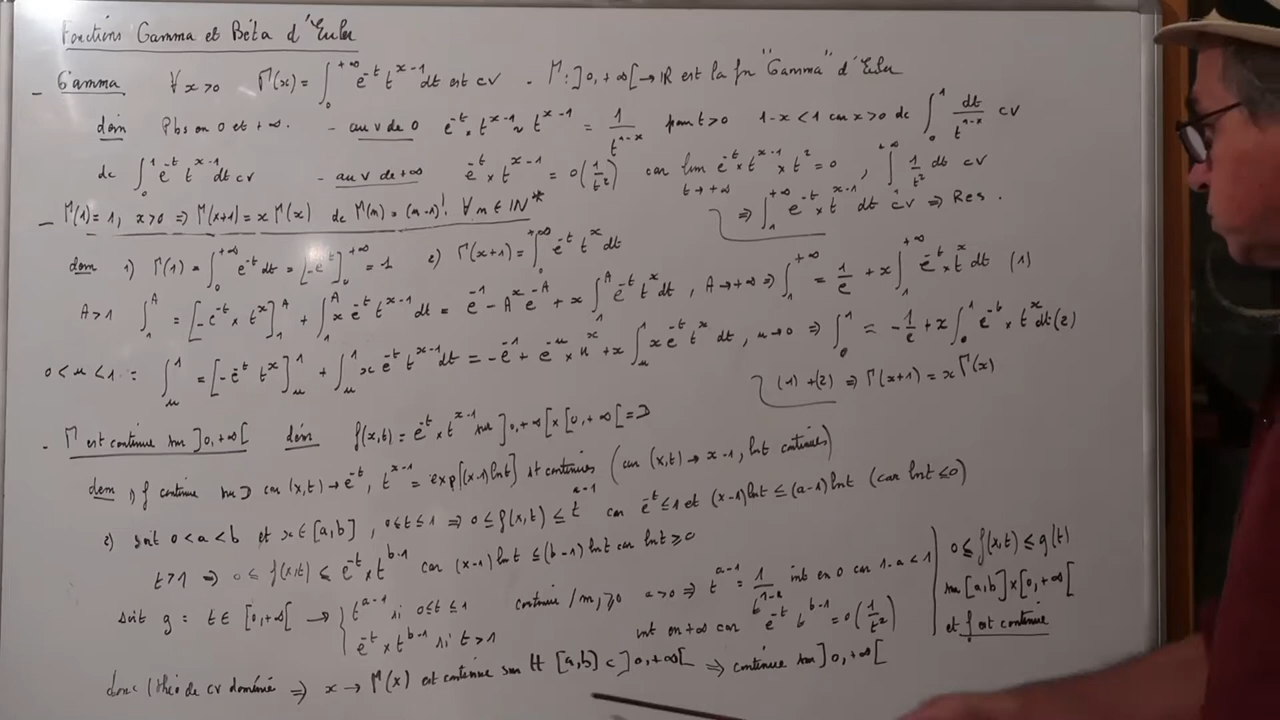 Fonctions Gamma et Bêta d'Euler
- Gamma ∀x>0 Γ(x) = ∫₀^{+∞} e^{-t} t^{x-1} dt est cv - Γ : ]0,+∞[ → ℝ est la fn "Gamma" d'Euler
dém Pbs en 0 et +∞. - au v de 0 e^{-t} · t^{x-1} ~ t^{x-1} = 1/t^{1-x} pour t>0 1-x<1 car x>0 dc ∫₀^1 dt/t^{1-x} cv
dc ∫₀^1 e^{-t} t^{x-1} dt cv - au v de +∞ e^{-t} × t^{x-1} = o(1/t²) car lim_{t→+∞} e^{-t} × t^{x-1} × t² = 0, ∫₁^{+∞} 1/t² dt cv
⇒ ∫₁^{+∞} e^{-t} × t^{x-1} dt cv ⇒ Res.
- Γ(1) = 1, x>0 ⇒ Γ(x+1) = x Γ(x) dc Γ(n) = (n-1)! ∀n∈ℕ*
dém 1) Γ(1) = ∫₀^{+∞} e^{-t} dt = [-e^{-t}]₀^{+∞} = 1 2) Γ(x+1) = ∫₀^{+∞} e^{-t} t^x dt
A>1 ∫₁^A = [-e^{-t} × t^x]₁^A + ∫₁^A x e^{-t} t^{x-1} dt = e^{-1} - A^x e^{-A} + x ∫₁^A e^{-t} t^x dt, A→+∞ ⇒ ∫₁^{+∞} = 1/e + x ∫₁^{+∞} e^{-t} t^x dt (1)
0<u<1 : ∫_u^1 = [-e^{-t} t^x]_u^1 + ∫_u^1 x e^{-t} t^{x-1} dt = -e^{-1} + e^{-u} × u^x + x ∫_u^1 x e^{-t} t^x dt, u→0 ⇒ ∫₀^1 = -1/e + x ∫₀^1 e^{-t} × t^x dt (2)
(1)+(2) ⇒ Γ(x+1) = x Γ(x)
- Γ est continue sur ]0,+∞[ dém f(x,t) = e^{-t} × t^{x-1} sur ]0,+∞[ × [0,+∞[ = D
dém 1) f continue sur D car (x,t) → e^{-t}, t^{x-1} = exp[(x-1) ln t] st continues (car (x,t) → x-1, ln t continues)
2) soit 0<a<b et x∈[a,b], 0≤t≤1 ⇒ 0 ≤ f(x,t) ≤ t^{a-1} car e^{-t} ≤ 1 et (x-1) ln t ≤ (a-1) ln t (car ln t ≤ 0)
t>1 ⇒ 0 ≤ f(x,t) ≤ e^{-t} × t^{b-1} car (x-1) ln t ≤ (b-1) ln t car ln t ≥ 0
soit g : t ∈ [0,+∞[ → { t^{a-1} si 0≤t≤1 continue /m, ≥0 a>0 ⇒ t^{a-1} = 1/t^{1-a} int en 0 car 1-a<1
e^{-t} × t^{b-1} si t>1 int en +∞ car e^{-t} t^{b-1} = o(1/t²)
0 ≤ f(x,t) ≤ g(t)
sur [a,b] × [0,+∞[
et f est continue
donc (théo de cv dominée ⇒ x → Γ(x) est continue sur tt [a,b] ⊂ ]0,+∞[ ⇒ continue sur ]0,+∞[